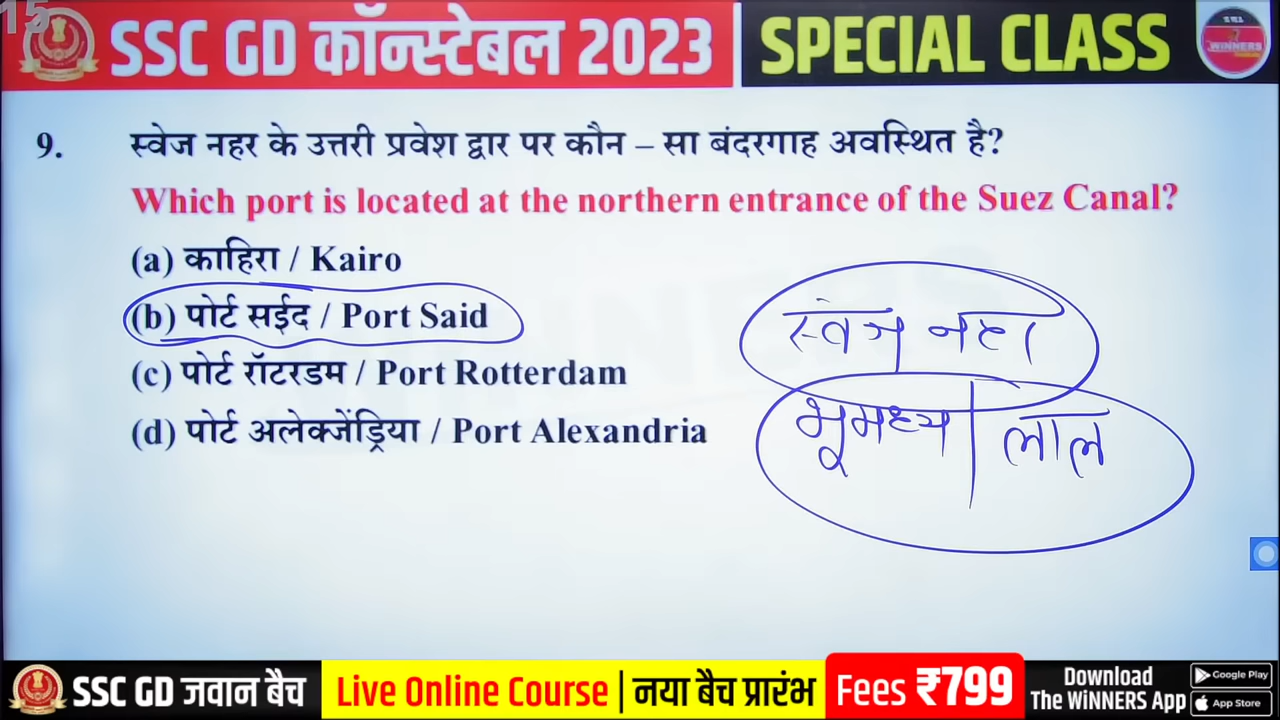 15
SSC GD कॉन्स्टेबल 2023 SPECIAL CLASS
WINNERS
9. स्वेज नहर के उत्तरी प्रवेश द्वार पर कौन – सा बंदरगाह अवस्थित है?
Which port is located at the northern entrance of the Suez Canal?
(a) काहिरा / Kairo
(b) पोर्ट सईद / Port Said
(c) पोर्ट रॉटरडम / Port Rotterdam
(d) पोर्ट अलेक्जेंड्रिया / Port Alexandria
स्वेज नहर
भूमध्य | लाल
SSC GD जवान बैच Live Online Course | नया बैच प्रारंभ Fees ₹799 Download The WiNNERS App Google Play App Store